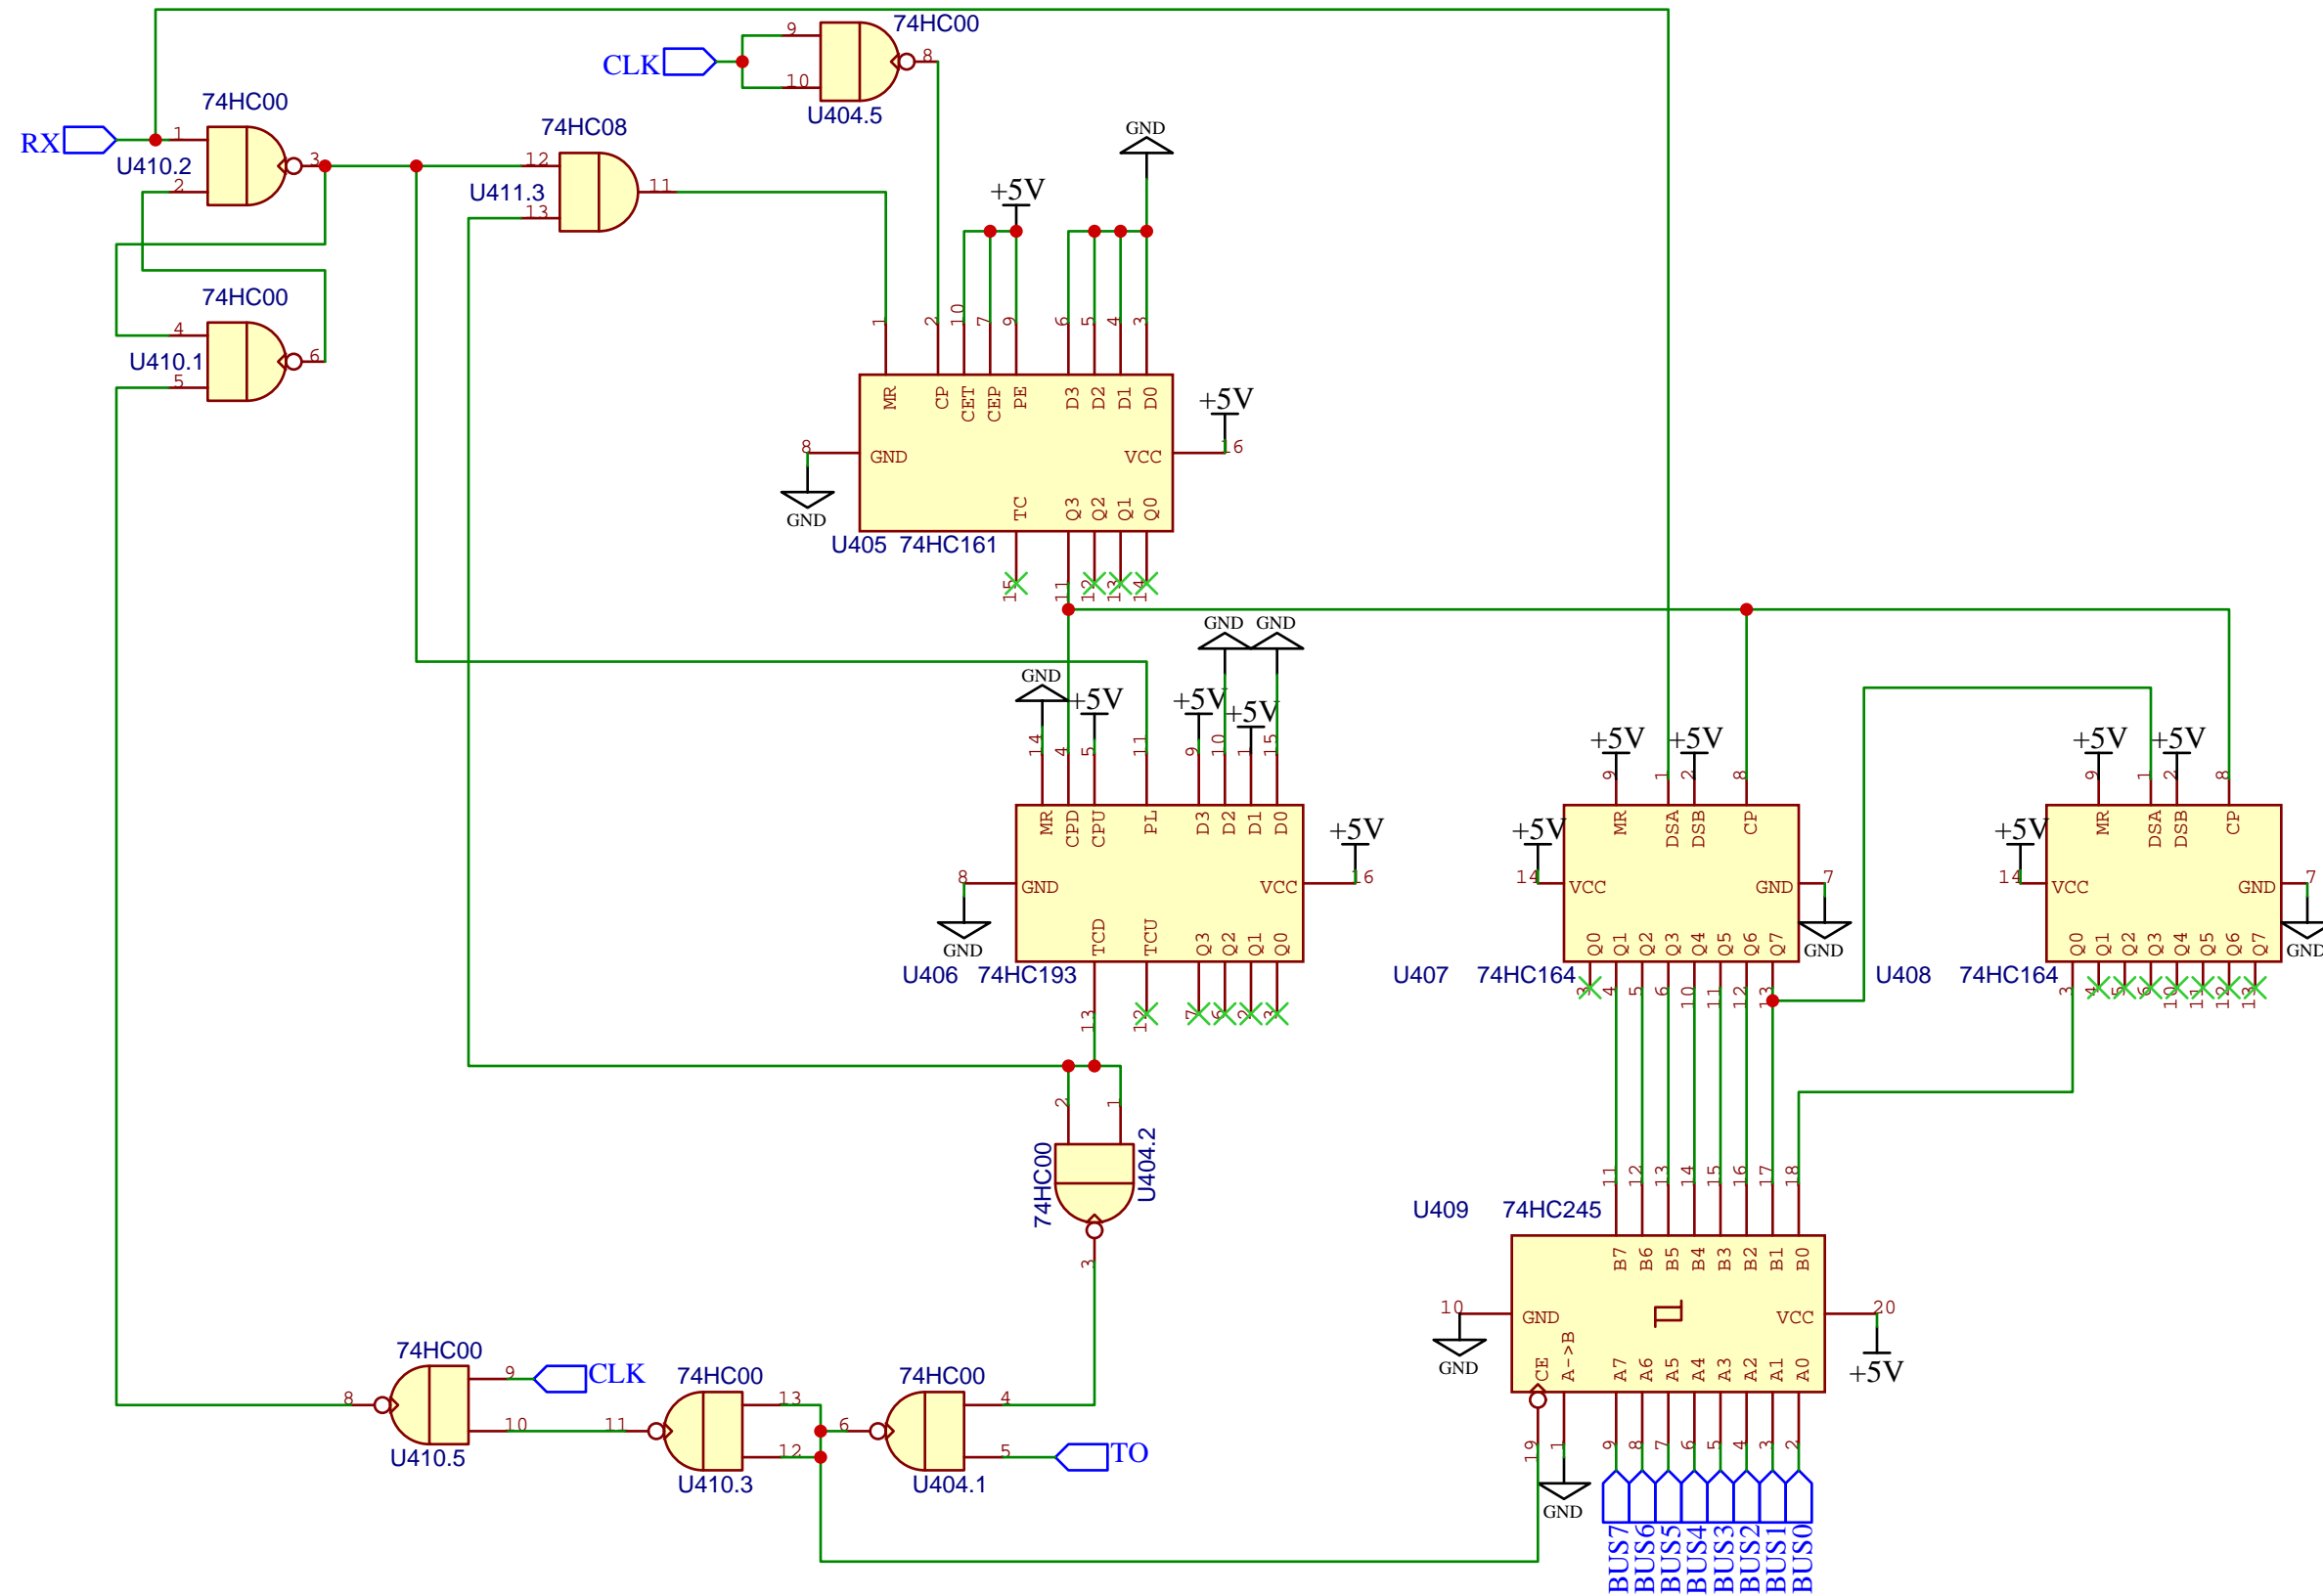 74HC00
9
CLK
8
10
U404.5
74HC00
74HC08
GND
RX
1
U410.2
3
12
2
U411.3
11
13
+5V
74HC00
4
6
U410.1
5
1
2
10
7
9
6
5
4
3
MR
CP
CET
CEP
PE
D3
D2
D1
D0
+5V
8
GND
VCC
16
GND
TC
Q3
Q2
Q1
Q0
U405
74HC161
15
11
12
13
14
GND
GND
GND
+5V
+5V
+5V
14
4
5
11
9
10
1
15
MR
CPD
CPU
PL
D3
D2
D1
D0
+5V
8
GND
VCC
16
GND
TCD
TCU
Q3
Q2
Q1
Q0
U406
74HC193
13
12
7
6
2
3
+5V
+5V
9
1
2
8
MR
DSA
DSB
CP
+5V
14
VCC
GND
7
GND
Q0
Q1
Q2
Q3
Q4
Q5
Q6
Q7
U407
74HC164
3
4
5
6
10
11
12
13
+5V
+5V
9
1
2
8
MR
DSA
DSB
CP
+5V
14
VCC
GND
7
GND
Q0
Q1
Q2
Q3
Q4
Q5
Q6
Q7
U408
74HC164
3
4
5
6
10
11
12
13
2
1
74HC00
U404.2
3
11
12
13
14
15
16
17
18
U409
74HC245
B7
B6
B5
B4
B3
B2
B1
B0
10
GND
VCC
20
GND
+5V
CE
A->B
A7
A6
A5
A4
A3
A2
A1
A0
19
1
9
8
7
6
5
4
3
2
GND
BUS7
BUS6
BUS5
BUS4
BUS3
BUS2
BUS1
BUS0
74HC00
9
CLK
8
10
U410.5
74HC00
13
11
12
U410.3
74HC00
4
6
5
TO
U404.1